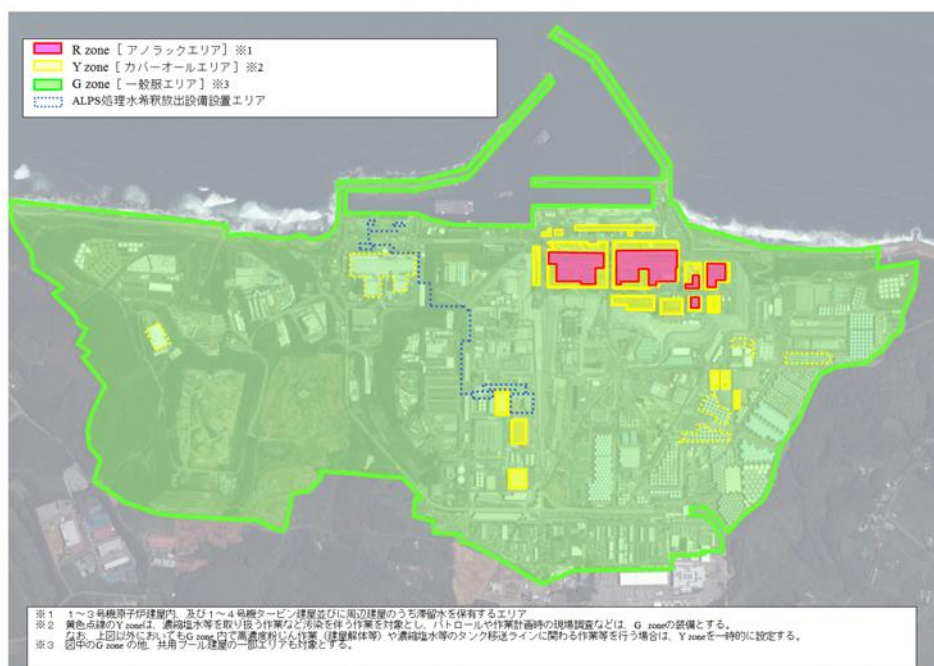 R zone [ アノラックエリア] ※1
Y zone [ カバーオールエリア] ※2
G zone [ 一般服エリア] ※3
ALPS処理水希釈放出設備設置エリア
※1 1～3号機原子炉建屋内、及び1～4号機タービン建屋並びに周辺建屋のうち滞留水を保有するエリア
※2 黄色点線のY zoneは、濃縮塩水等を取り扱う作業など汚染を伴う作業を対象とし、パトロールや作業計画時の現場調査などは、G zoneの装備とする。
なお、上図以外においてもG zone内で高濃度粉じん作業（建屋解体等）や濃縮塩水等のタンク移送ラインに関わる作業等を行う場合は、Y zoneを一時的に設定する。
※3 図中のG zoneの他、共用プール建屋の一部エリアも対象とする。